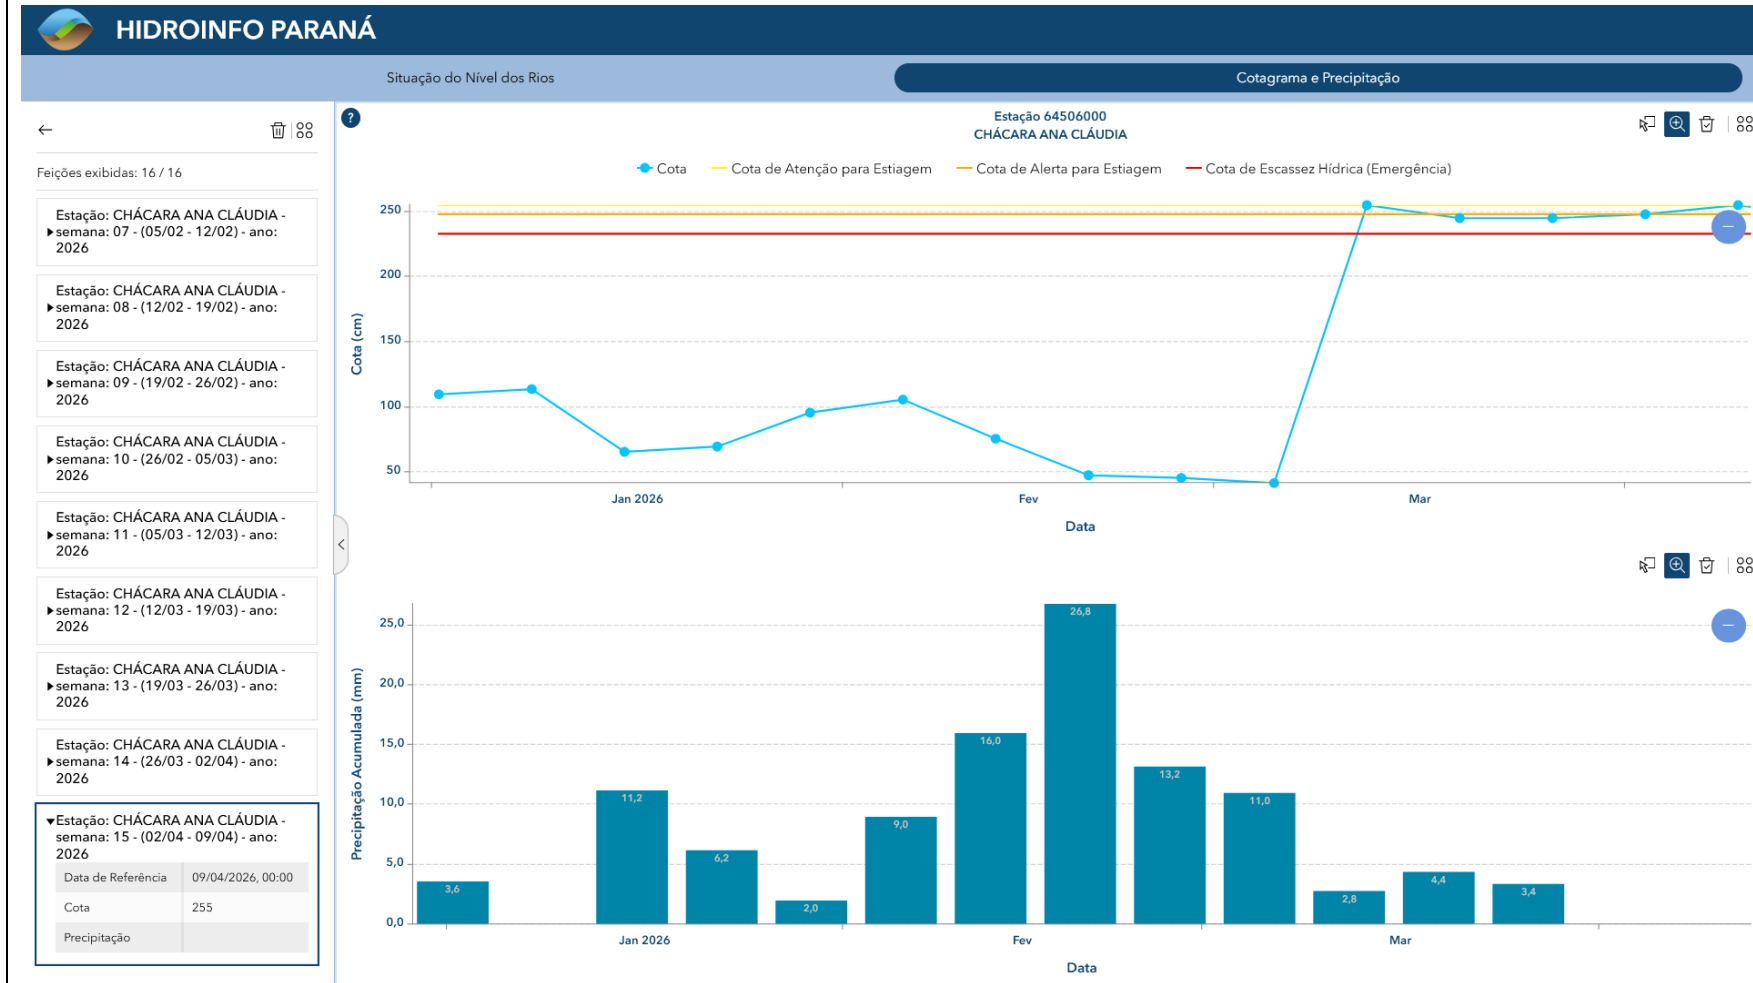 HIDROINFO PARANÁ
Situação do Nível dos Rios
Cotagrama e Precipitação
Feições exibidas: 16 / 16
Estação: CHÁCARA ANA CLÁUDIA -
semana: 07 - (05/02 - 12/02) - ano:
2026
Estação: CHÁCARA ANA CLÁUDIA -
semana: 08 - (12/02 - 19/02) - ano:
2026
Estação: CHÁCARA ANA CLÁUDIA -
semana: 09 - (19/02 - 26/02) - ano:
2026
Estação: CHÁCARA ANA CLÁUDIA -
semana: 10 - (26/02 - 05/03) - ano:
2026
Estação: CHÁCARA ANA CLÁUDIA -
semana: 11 - (05/03 - 12/03) - ano:
2026
Estação: CHÁCARA ANA CLÁUDIA -
semana: 12 - (12/03 - 19/03) - ano:
2026
Estação: CHÁCARA ANA CLÁUDIA -
semana: 13 - (19/03 - 26/03) - ano:
2026
Estação: CHÁCARA ANA CLÁUDIA -
semana: 14 - (26/03 - 02/04) - ano:
2026
Estação: CHÁCARA ANA CLÁUDIA -
semana: 15 - (02/04 - 09/04) - ano:
2026
Data de Referência 09/04/2026, 00:00
Cota 255
Precipitação
?
Estação 64506000
CHÁCARA ANA CLÁUDIA
Cota Cota de Atenção para Estiagem Cota de Alerta para Estiagem Cota de Escassez Hídrica (Emergência)
Cota (cm)
250
200
150
100
50
Jan 2026 Fev Mar
Data
Precipitação Acumulada (mm)
25,0
20,0
15,0
10,0
5,0
0,0
3,6
11,2
6,2
2,0
9,0
16,0
26,8
13,2
11,0
2,8
4,4
3,4
Jan 2026 Fev Mar
Data